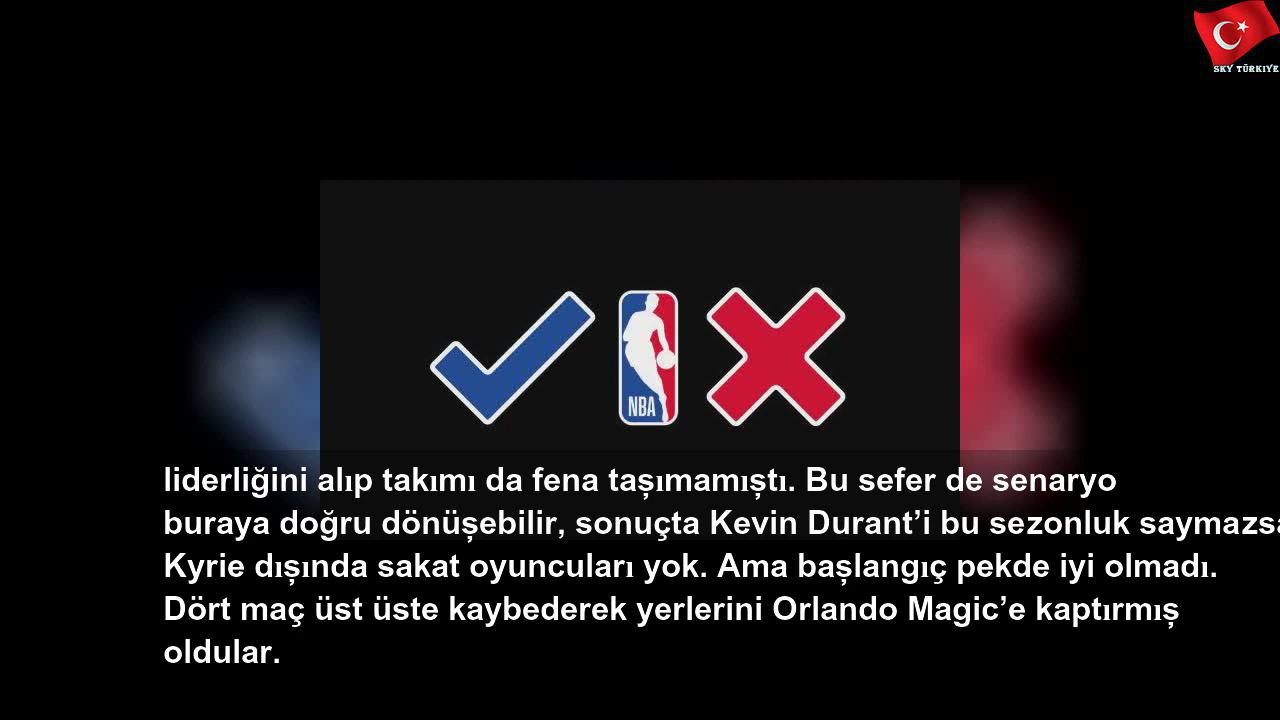 SKY TÜRKIYE
NBA
liderliğini alıp takımı da fena taşımamıştı. Bu sefer de senaryo
buraya doğru dönüşebilir, sonuçta Kevin Durant’i bu sezonluk saymazsa
Kyrie dışında sakat oyuncuları yok. Ama başlangıç pekde iyi olmadı.
Dört maç üst üste kaybederek yerlerini Orlando Magic’e kaptırmış
oldular.